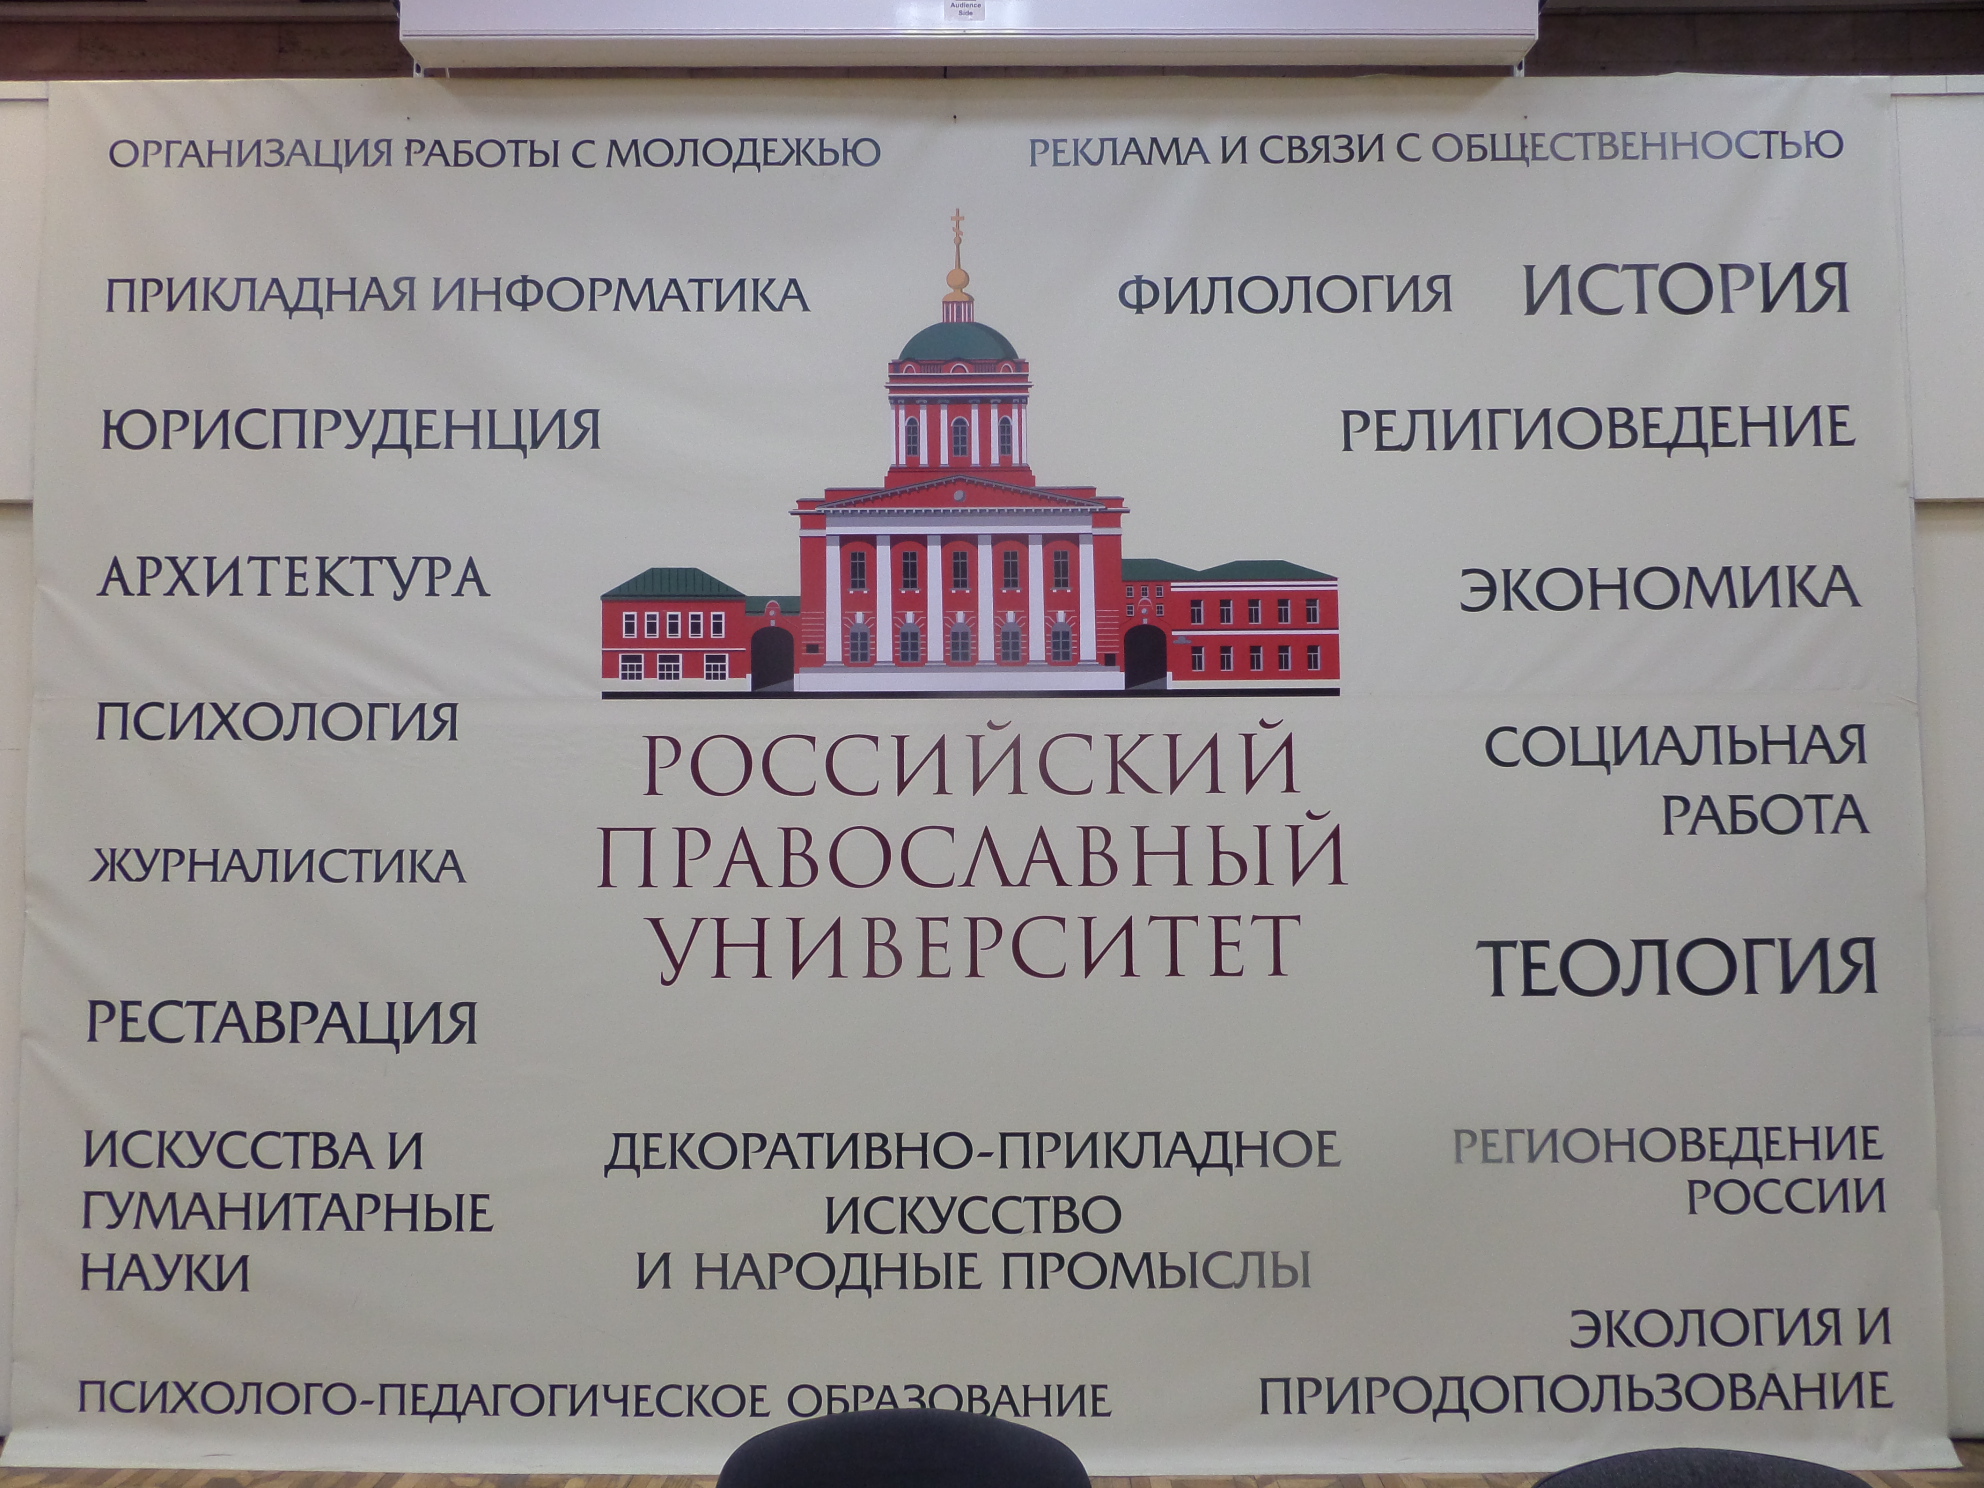 Audience
Side
ОРГАНИЗАЦИЯ РАБОТЫ С МОЛОДЕЖЬЮ
РЕКЛАМА И СВЯЗИ С ОБЩЕСТВЕННОСТЬЮ
ПРИКЛАДНАЯ ИНФОРМАТИКА
ФИЛОЛОГИЯ
ИСТОРИЯ
ЮРИСПРУДЕНЦИЯ
РЕЛИГИОВЕДЕНИЕ
АРХИТЕКТУРА
ЭКОНОМИКА
ПСИХОЛОГИЯ
СОЦИАЛЬНАЯ
РАБОТА
РОССИЙСКИЙ
ПРАВОСЛАВНЫЙ
УНИВЕРСИТЕТ
ЖУРНАЛИСТИКА
ТЕОЛОГИЯ
РЕСТАВРАЦИЯ
ИСКУССТВА И
ГУМАНИТАРНЫЕ
НАУКИ
ДЕКОРАТИВНО-ПРИКЛАДНОЕ
ИСКУССТВО
И НАРОДНЫЕ ПРОМЫСЛЫ
РЕГИОНОВЕДЕНИЕ
РОССИИ
ЭКОЛОГИЯ И
ПРИРОДОПОЛЬЗОВАНИЕ
ПСИХОЛОГО-ПЕДАГОГИЧЕСКОЕ ОБРАЗОВАНИЕ